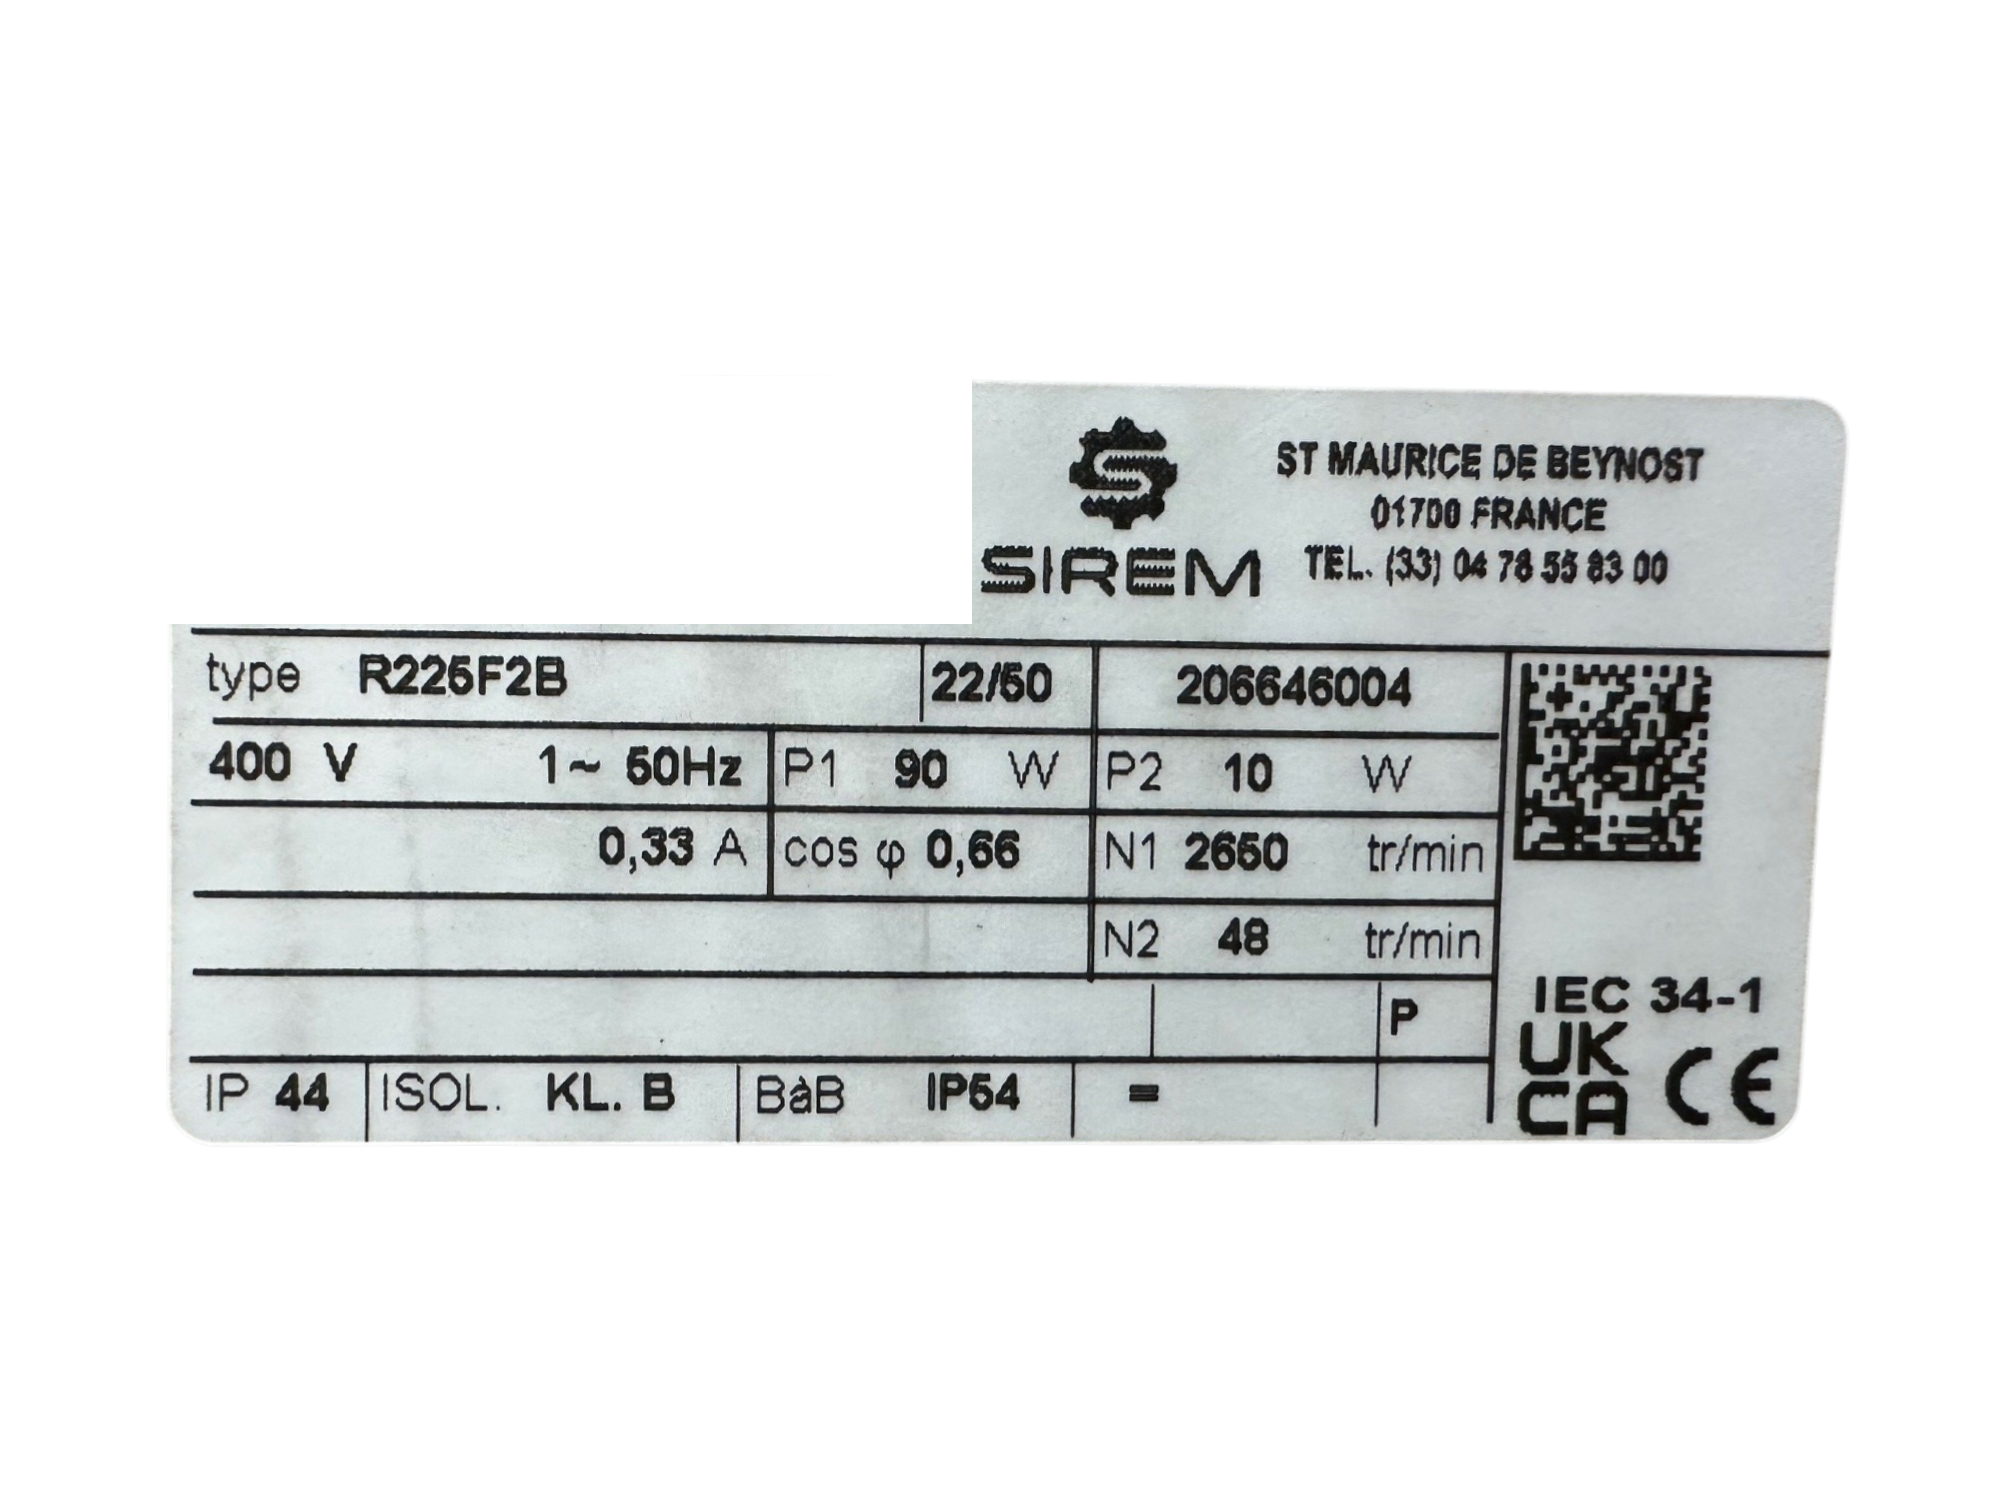 SIREM
ST MAURICE DE BEYNOST
01700 FRANCE
TEL. (33) 04 78 55 83 00
type R225F2B 22/50 206646004
400 V 1~ 50Hz P1 90 W P2 10 W
0,33 A cos φ 0,66 N1 2650 tr/min
N2 48 tr/min
P
IEC 34-1
IP 44 ISOL. KL. B BàB IP54 =
UK
CA CE